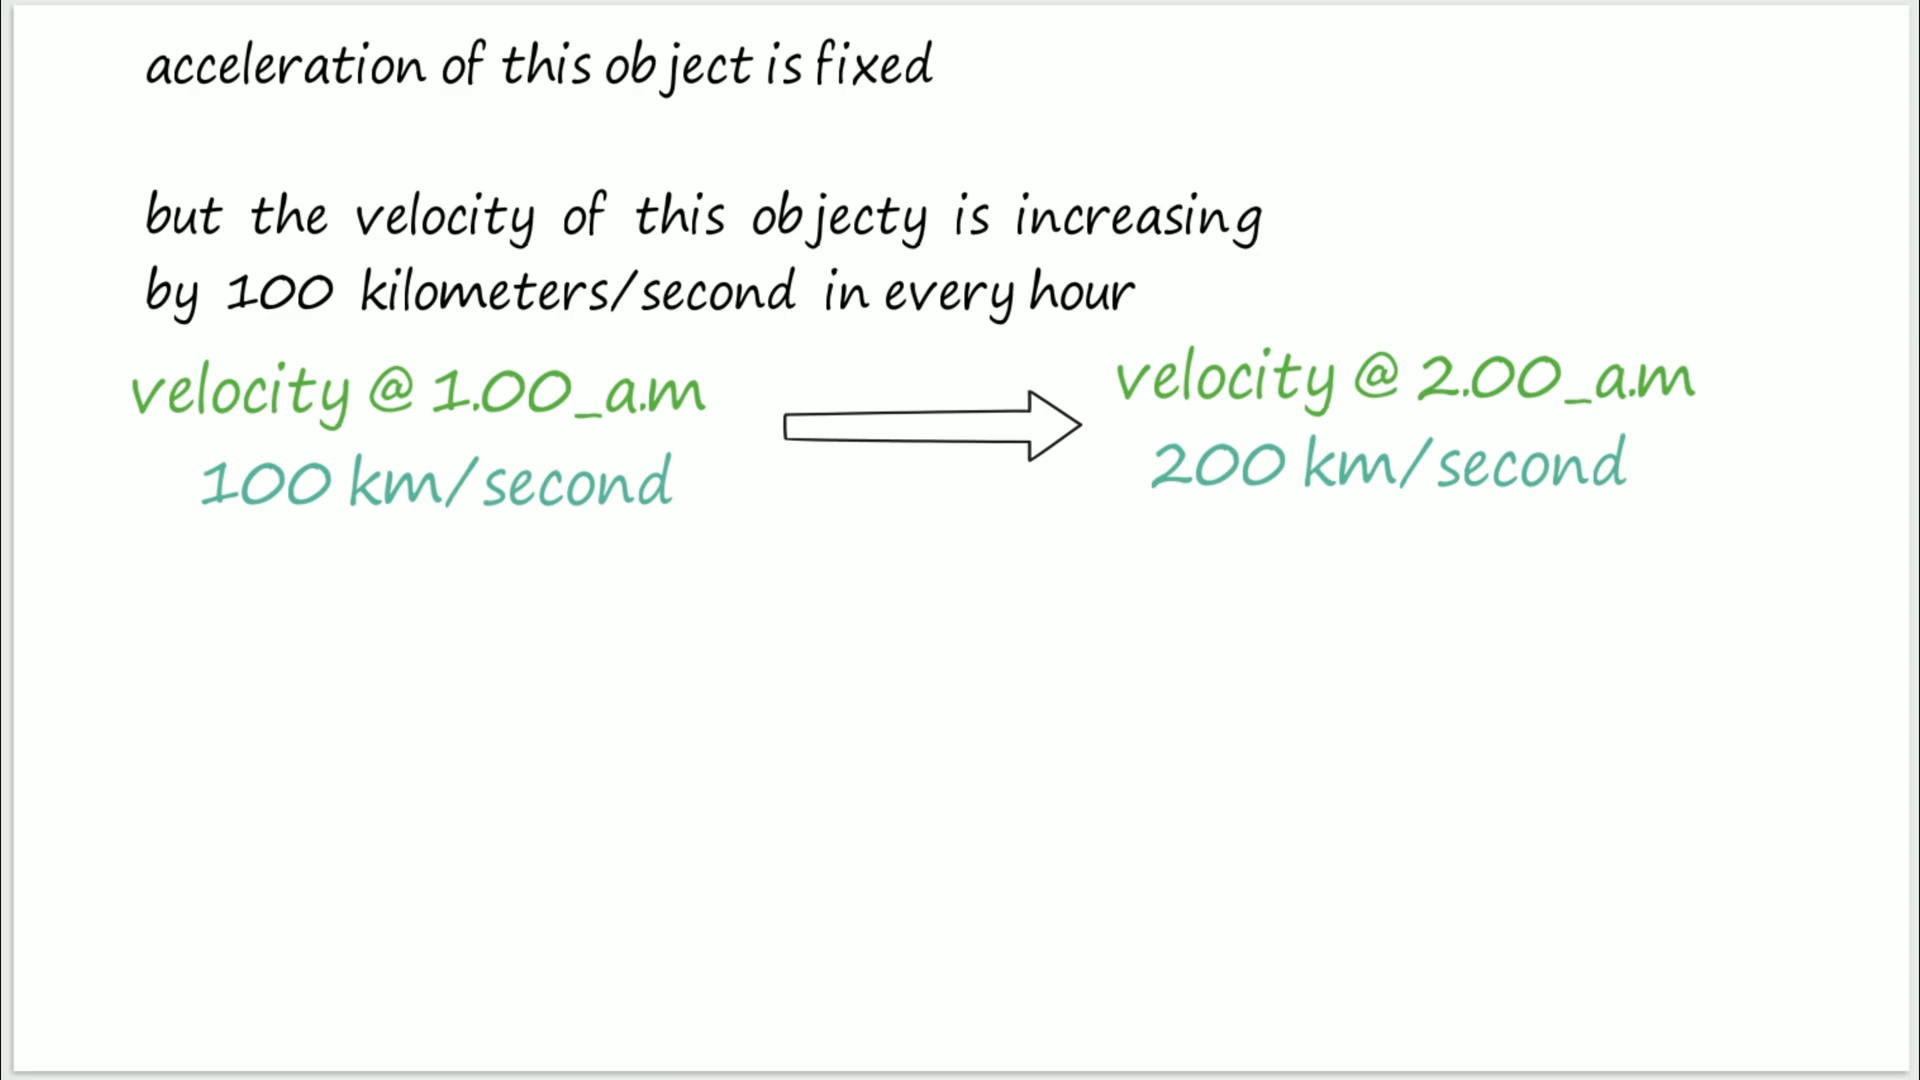 acceleration of this object is fixed
but the velocity of this objecty is increasing
by 100 kilometers/second in every hour
velocity @ 1.00_a.m
100 km/second
velocity @ 2.00_a.m
200 km/second